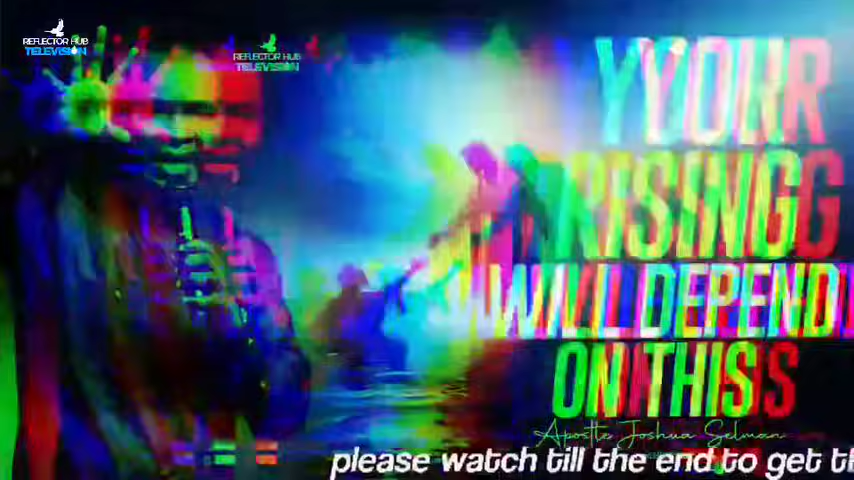 REFLECTOR HUB
TELEVISION
REFLECTOR HUB
TELEVISION
YOUR
RISING
WILL DEPEND
ON THIS
Apostle Joshua Selman
please watch till the end to get th